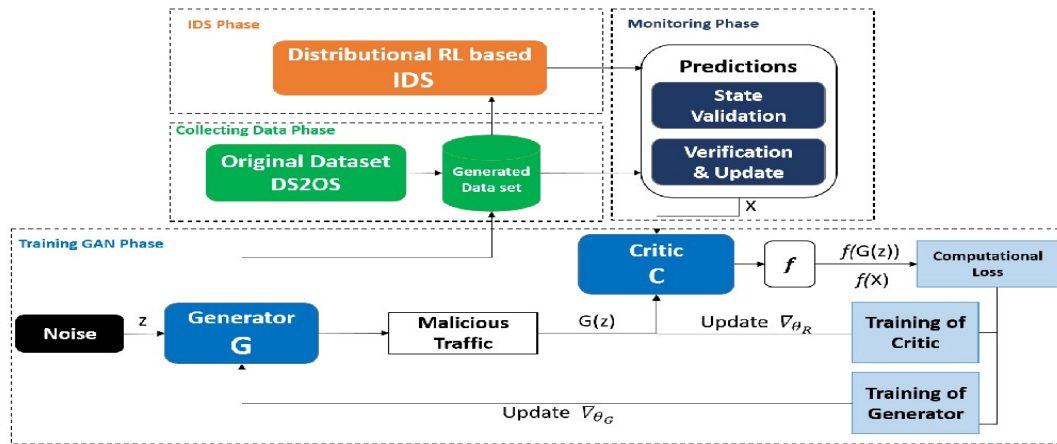 IDS Phase
Distributional RL based
IDS
Monitoring Phase
Predictions
State
Validation
Verification
& Update
X
Collecting Data Phase
Original Dataset
DS2OS
Generated
Data set
Training GAN Phase
Critic
C
f
f(G(z))
f(X)
Computational
Loss
Noise
z
Generator
G
Malicious
Traffic
G(z)
Update ∇θR
Training of
Critic
Update ∇θG
Training of
Generator